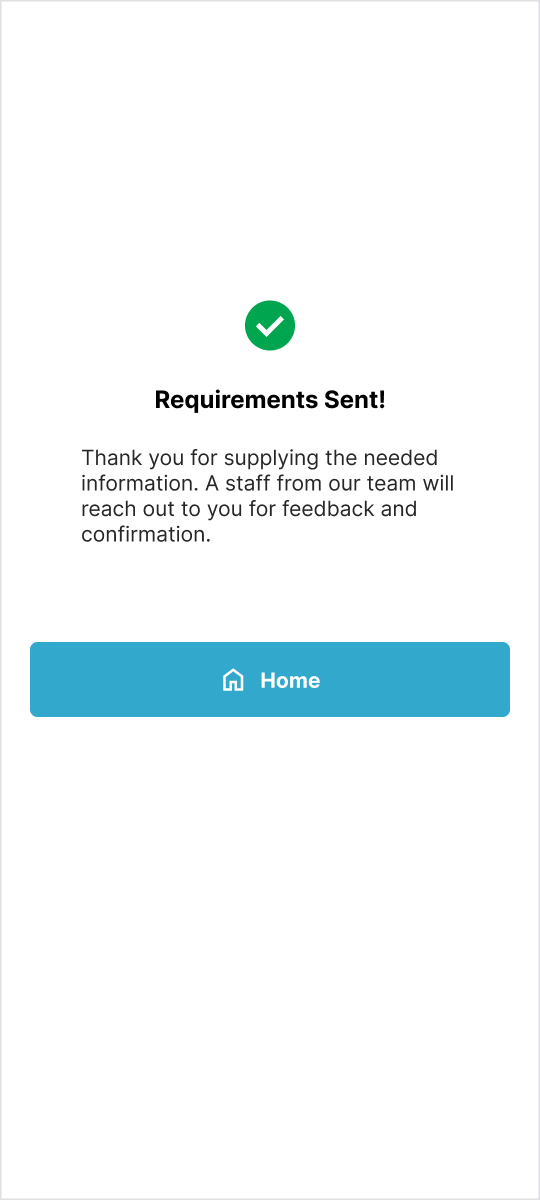 Requirements Sent!
Thank you for supplying the needed
information. A staff from our team will
reach out to you for feedback and
confirmation.
Home